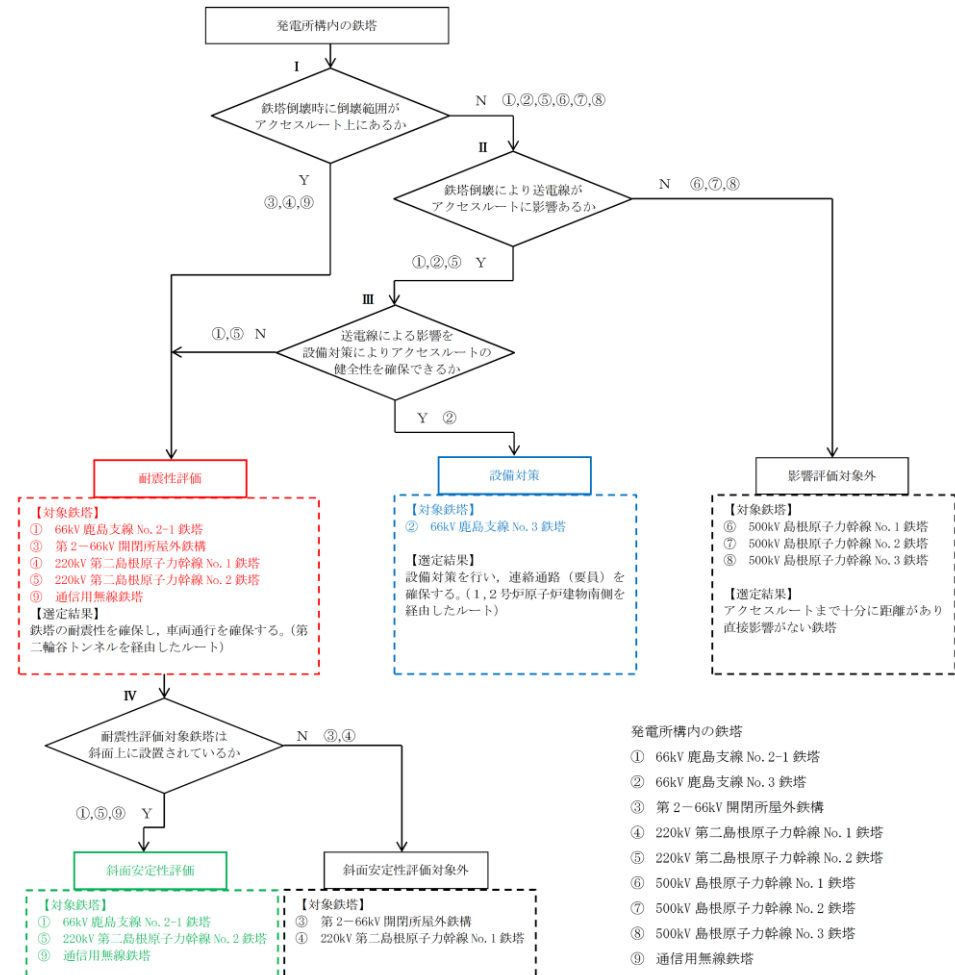 発電所構内の鉄塔
Ⅰ
鉄塔倒壊時に倒壊範囲が
アクセスルート上にあるか
N ①,②,⑤,⑥,⑦,⑧
Y
③,④,⑨
Ⅱ
鉄塔倒壊により送電線が
アクセスルートに影響あるか
N ⑥,⑦,⑧
①,②,⑤ Y
Ⅲ
送電線による影響を
設備対策によりアクセスルートの
健全性を確保できるか
①,⑤ N
Y ②
耐震性評価
【対象鉄塔】
① 66kV 鹿島支線 No.2-1 鉄塔
③ 第2－66kV 開閉所屋外鉄構
④ 220kV 第二島根原子力幹線 No.1 鉄塔
⑤ 220kV 第二島根原子力幹線 No.2 鉄塔
⑨ 通信用無線鉄塔
【選定結果】
鉄塔の耐震性を確保し，車両通行を確保する。（第
二輪谷トンネルを経由したルート）
設備対策
【対象鉄塔】
② 66kV 鹿島支線 No.3 鉄塔
【選定結果】
設備対策を行い，連絡通路（要員）を
確保する。（１,２号炉原子炉建物南側を
経由したルート）
影響評価対象外
【対象鉄塔】
⑥ 500kV 島根原子力幹線 No.1 鉄塔
⑦ 500kV 島根原子力幹線 No.2 鉄塔
⑧ 500kV 島根原子力幹線 No.3 鉄塔
【選定結果】
アクセスルートまで十分に距離があり
直接影響がない鉄塔
Ⅳ
耐震性評価対象鉄塔は
斜面上に設置されているか
N ③,④
①,⑤,⑨ Y
斜面安定性評価
【対象鉄塔】
① 66kV 鹿島支線 No.2-1 鉄塔
⑤ 220kV 第二島根原子力幹線 No.2 鉄塔
⑨ 通信用無線鉄塔
斜面安定性評価対象外
【対象鉄塔】
③ 第2－66kV 開閉所屋外鉄構
④ 220kV 第二島根原子力幹線 No.1 鉄塔
発電所構内の鉄塔
① 66kV 鹿島支線 No.2-1 鉄塔
② 66kV 鹿島支線 No.3 鉄塔
③ 第2－66kV 開閉所屋外鉄構
④ 220kV 第二島根原子力幹線 No.1 鉄塔
⑤ 220kV 第二島根原子力幹線 No.2 鉄塔
⑥ 500kV 島根原子力幹線 No.1 鉄塔
⑦ 500kV 島根原子力幹線 No.2 鉄塔
⑧ 500kV 島根原子力幹線 No.3 鉄塔
⑨ 通信用無線鉄塔